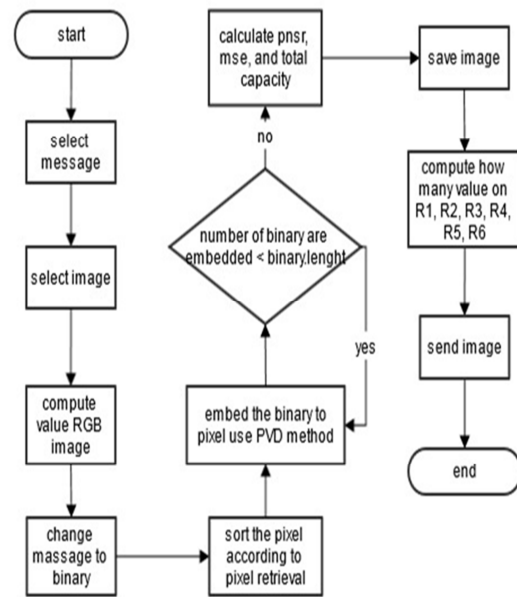 start
select
message
select image
compute
value RGB
image
change
massage to
binary
sort the pixel
according to
pixel retrieval
embed the binary to
pixel use PVD method
number of binary are
embedded < binary.lenght
yes
no
calculate pnsr,
mse, and total
capacity
save image
compute how
many value on
R1, R2, R3, R4,
R5, R6
send image
end